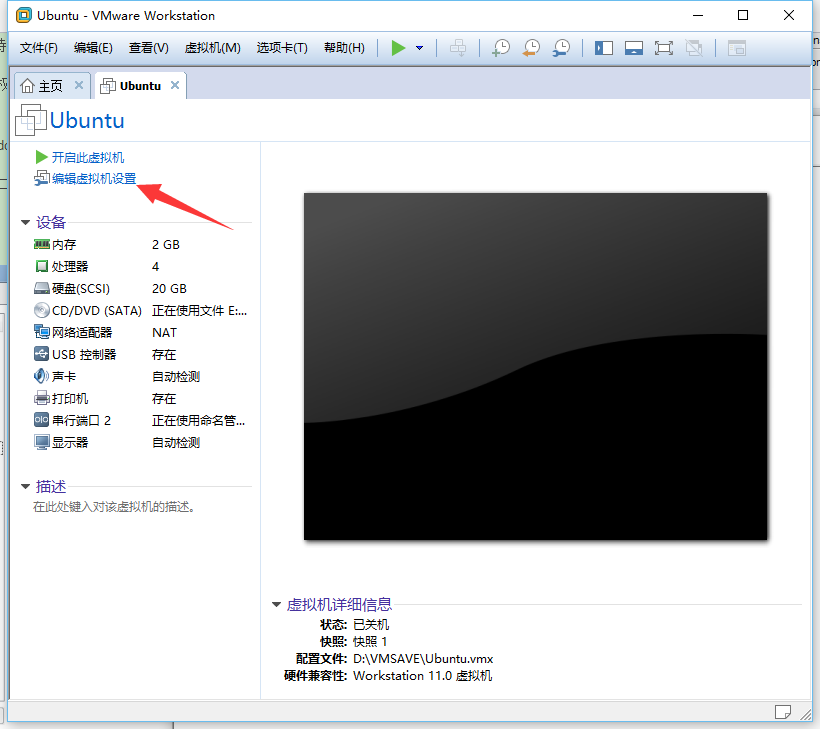 Ubuntu - VMware Workstation
文件(F) 编辑(E) 查看(V) 虚拟机(M) 选项卡(T) 帮助(H)
主页 Ubuntu
Ubuntu
开启此虚拟机
编辑虚拟机设置
设备
内存 2 GB
处理器 4
硬盘(SCSI) 20 GB
CD/DVD (SATA) 正在使用文件 E:...
网络适配器 NAT
USB 控制器 存在
声卡 自动检测
打印机 存在
串行端口 2 正在使用命名管...
显示器 自动检测
描述
在此处键入对该虚拟机的描述。
虚拟机详细信息
状态: 已关机
快照: 快照 1
配置文件: D:\VMSAVE\Ubuntu.vmx
硬件兼容性: Workstation 11.0 虚拟机